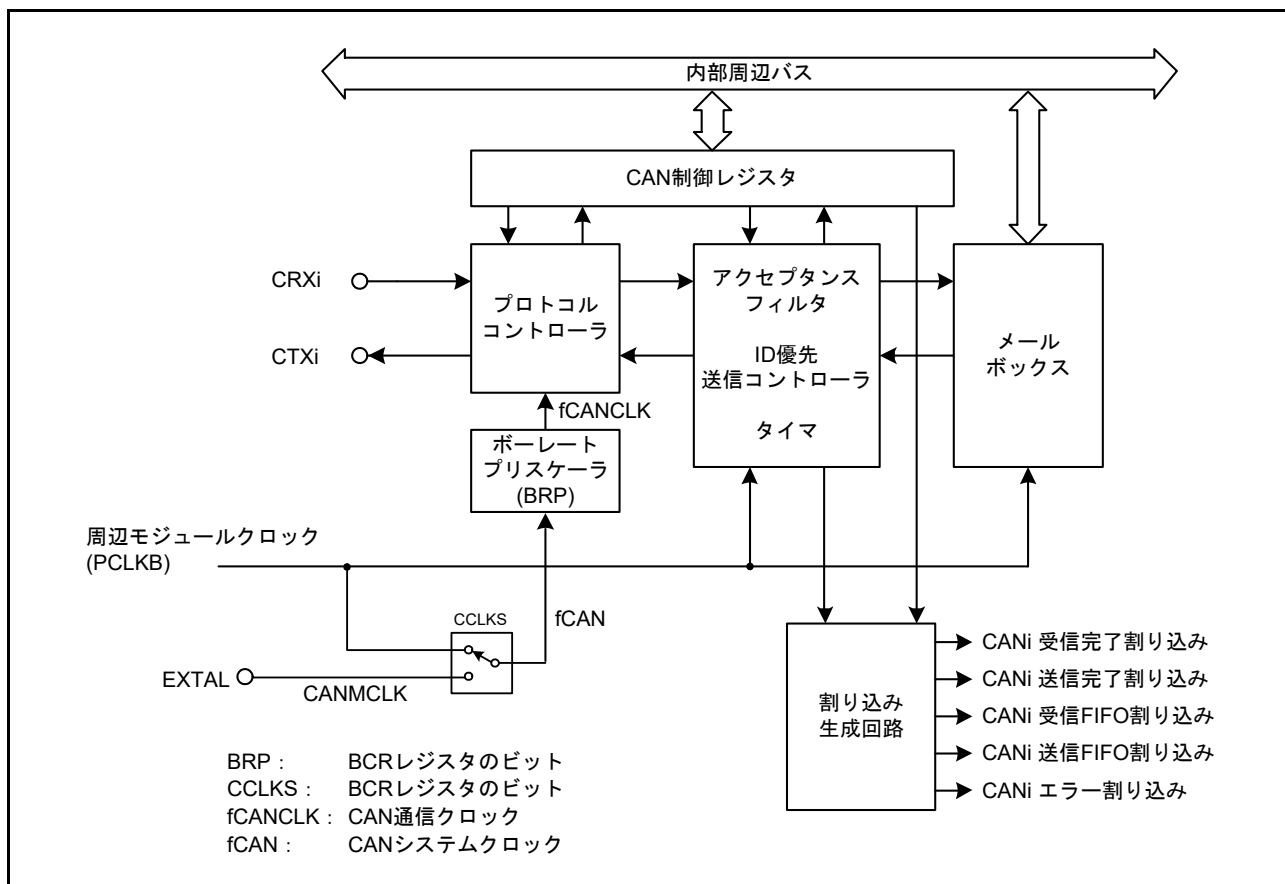 内部周辺バス
CAN制御レジスタ
CRXi
CTXi
プロトコル
コントローラ
アクセプタンス
フィルタ
ID優先
送信コントローラ
タイマ
メール
ボックス
fCANCLK
ボーレート
プリスケーラ
(BRP)
周辺モジュールクロック
(PCLKB)
CCLKS
fCAN
EXTAL
CANMCLK
割り込み
生成回路
CANi 受信完了割り込み
CANi 送信完了割り込み
CANi 受信FIFO割り込み
CANi 送信FIFO割り込み
CANi エラー割り込み
BRP : BCRレジスタのビット
CCLKS : BCRレジスタのビット
fCANCLK : CAN通信クロック
fCAN : CANシステムクロック